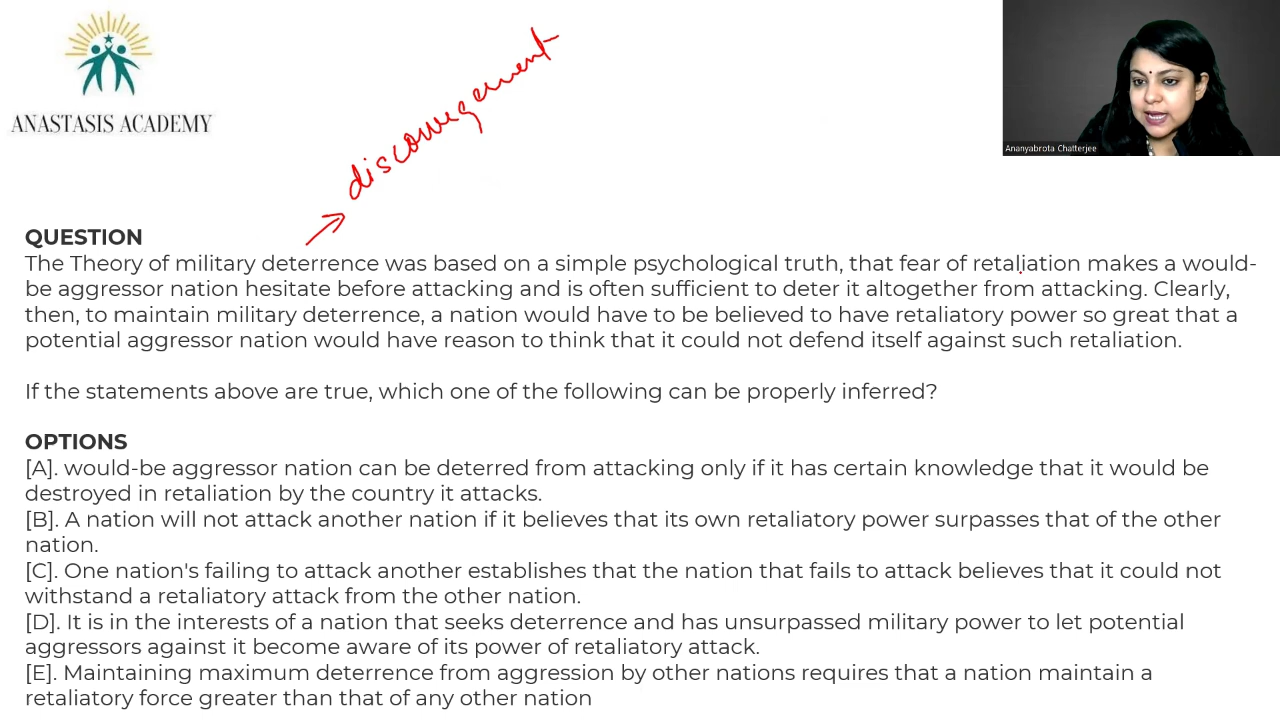 ANASTASIS ACADEMY
discouragement
Ananyabrota Chatterjee
QUESTION
The Theory of military deterrence was based on a simple psychological truth, that fear of retaliation makes a would-
be aggressor nation hesitate before attacking and is often sufficient to deter it altogether from attacking. Clearly,
then, to maintain military deterrence, a nation would have to be believed to have retaliatory power so great that a
potential aggressor nation would have reason to think that it could not defend itself against such retaliation.
If the statements above are true, which one of the following can be properly inferred?
OPTIONS
[A]. would-be aggressor nation can be deterred from attacking only if it has certain knowledge that it would be
destroyed in retaliation by the country it attacks.
[B]. A nation will not attack another nation if it believes that its own retaliatory power surpasses that of the other
nation.
[C]. One nation's failing to attack another establishes that the nation that fails to attack believes that it could not
withstand a retaliatory attack from the other nation.
[D]. It is in the interests of a nation that seeks deterrence and has unsurpassed military power to let potential
aggressors against it become aware of its power of retaliatory attack.
[E]. Maintaining maximum deterrence from aggression by other nations requires that a nation maintain a
retaliatory force greater than that of any other nation